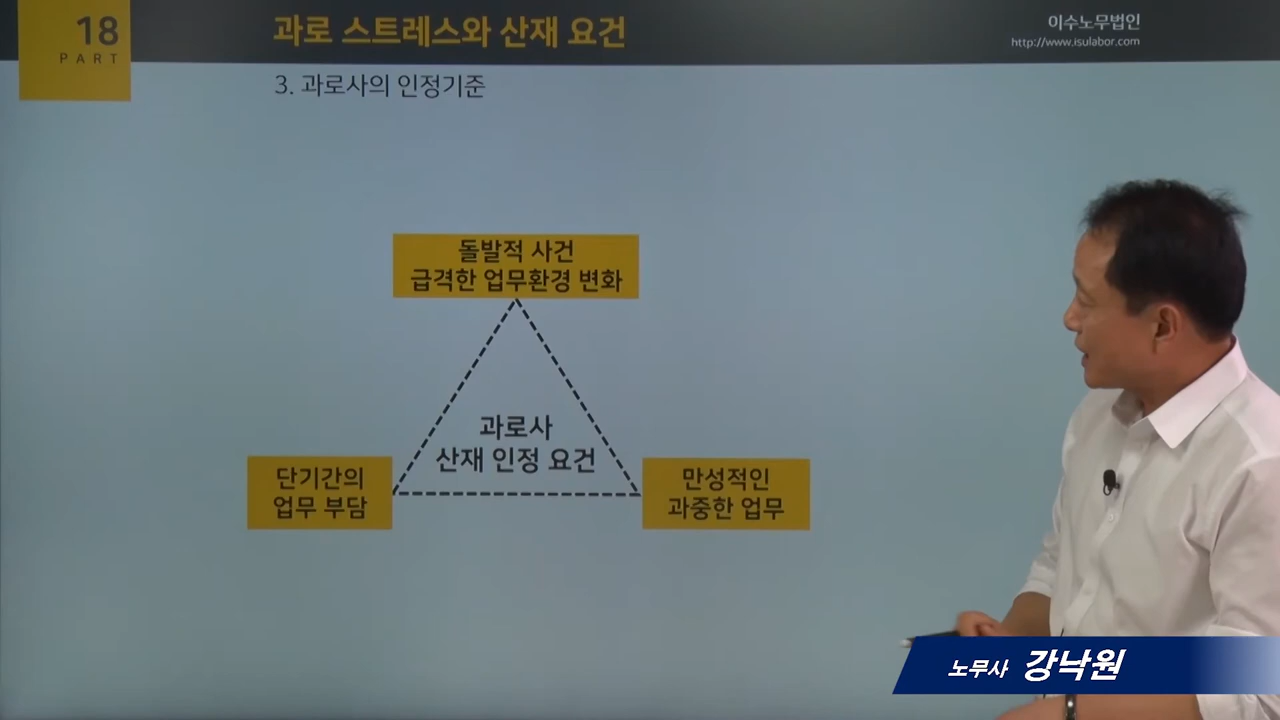 18
PART
과로 스트레스와 산재 요건
이수노무법인
http://www.isulabor.com
3. 과로사의 인정기준
돌발적 사건
급격한 업무환경 변화
과로사
산재 인정 요건
단기간의
업무 부담
만성적인
과중한 업무
노무사 강낙원